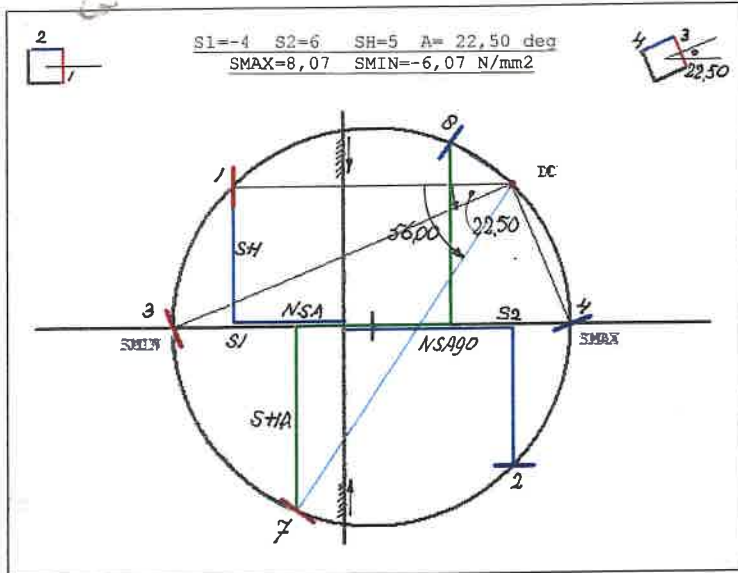 S1=-4 S2=6 SH=5 A= 22,50 deg
SMAX=8,07 SMIN=-6,07 N/mm2
2
1
4
3
22,50
8
1
DC
56,00
22,50
SH
3
NSA
S2
4
SMIN
S1
NSA90
SMAX
SHA
2
7